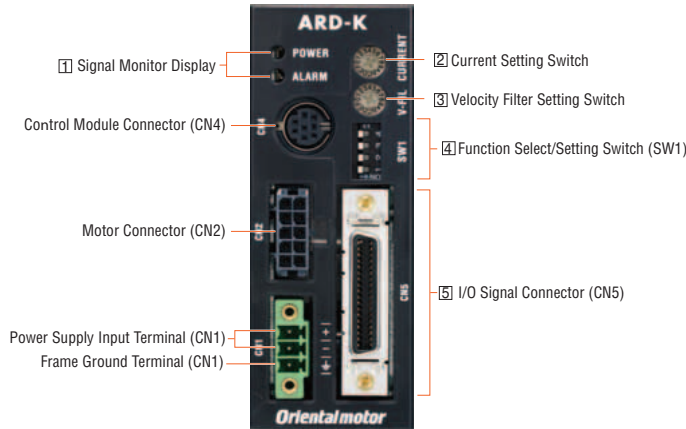 ARD-K
POWER
ALARM
CURRENT
V-FIL
1 Signal Monitor Display
2 Current Setting Switch
3 Velocity Filter Setting Switch
Control Module Connector (CN4)
CN4
SW1
4 Function Select/Setting Switch (SW1)
Motor Connector (CN2)
CN2
CN5
5 I/O Signal Connector (CN5)
Power Supply Input Terminal (CN1)
Frame Ground Terminal (CN1)
CN1
+
−
Orientalmotor